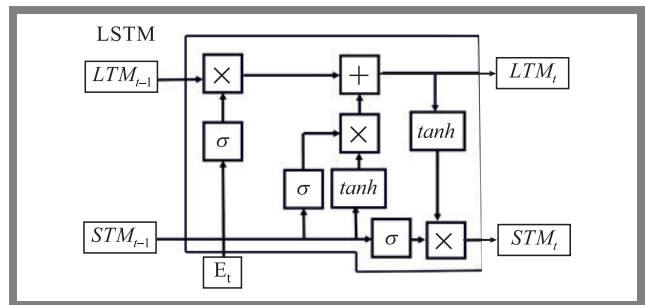 LSTM
LTMt-1
×
+
LTMt
σ
×
tanh
σ
tanh
STMt-1
σ
×
STMt
Et